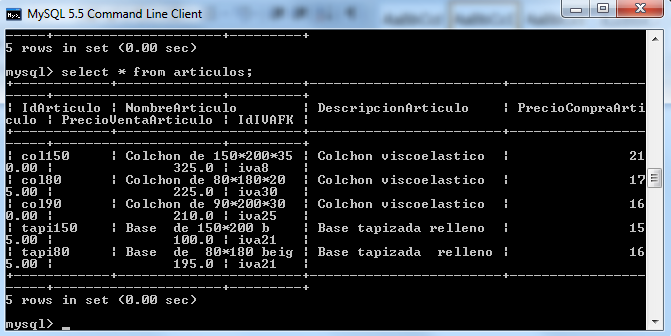 MySQL 5.5 Command Line Client
------+-------------------------+----------+
5 rows in set (0.00 sec)
mysql> select * from articulos;
+------------+-----------------------+-------------------------+-----------------
------+---------------------+---------+
| IdArticulo | NombreArticulo        | DescripcionArticulo     | PrecioCompraArti
culo | PrecioVentaArticulo | IdIVAFK |
+------------+-----------------------+-------------------------+-----------------
------+---------------------+---------+
| col150     | Colchon de 150*200*35 | Colchon viscoelastico   |               21
0.00 |               325.0 | iva8    |
| col80      | Colchon de 80*180*20  | Colchon viscoelastico   |               17
5.00 |               225.0 | iva30   |
| col90      | Colchon de 90*200*30  | Colchon viscoelastico   |               16
0.00 |               210.0 | iva25   |
| tapi150    | Base  de 150*200 b    | Base tapizada relleno   |               15
5.00 |               100.0 | iva21   |
| tapi80     | Base  de  80*180 beig | Base tapizada  relleno  |               16
5.00 |               195.0 | iva21   |
+------------+-----------------------+-------------------------+-----------------
------+---------------------+---------+
5 rows in set (0.00 sec)
mysql> _